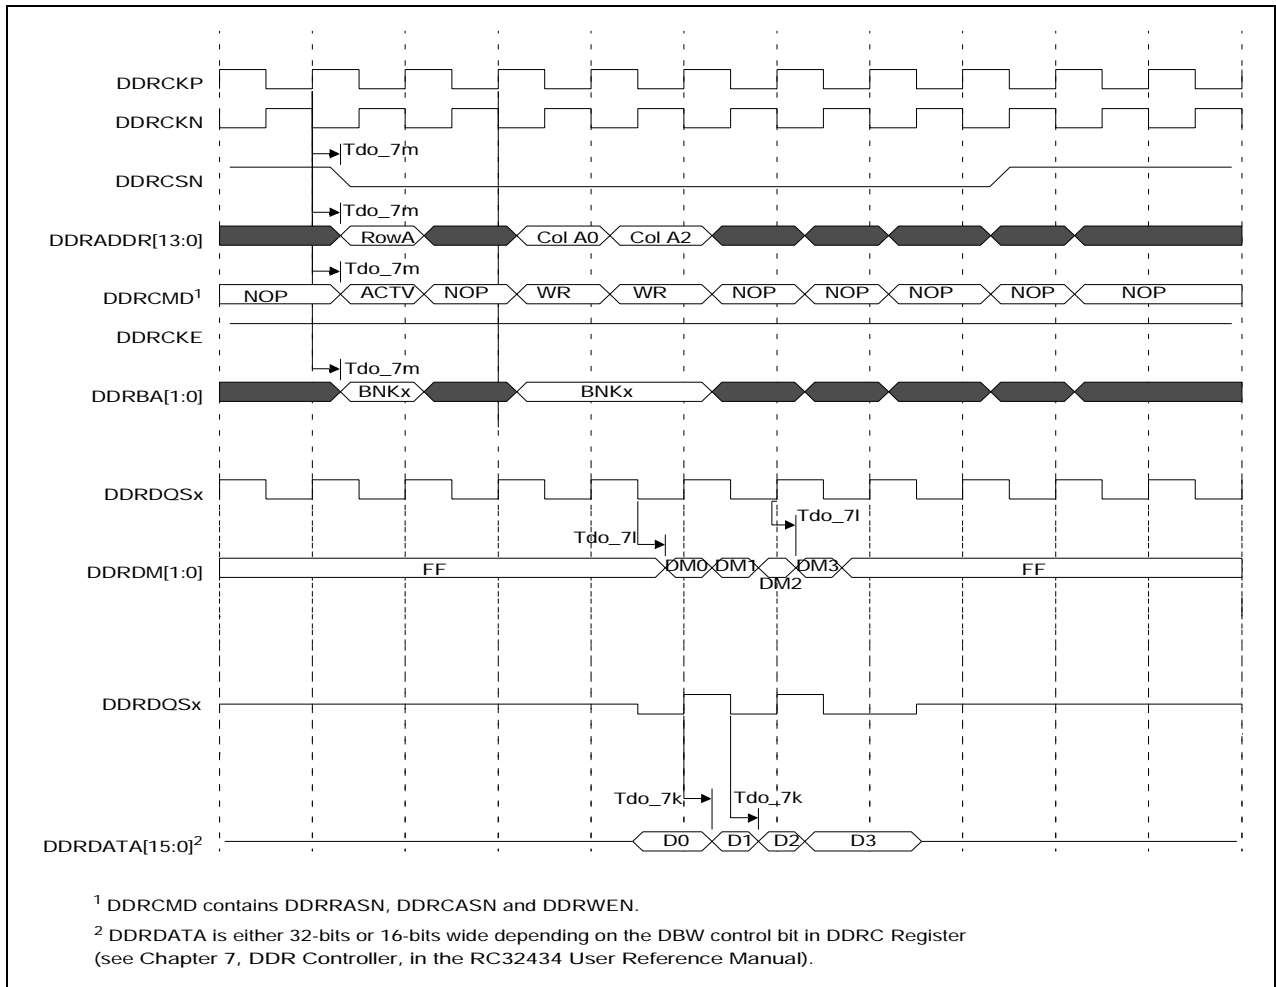 DDRCKP
DDRCKN
Tdo_7m
DDRCSN
Tdo_7m
DDRADDR[13:0] RowA Col A0 Col A2
Tdo_7m
DDRCMD1 NOP ACTV NOP WR WR NOP NOP NOP NOP NOP
DDRCKE
Tdo_7m
DDRBA[1:0] BNKx BNKx
DDRDQSx
Tdo_7l
Tdo_7l
DDRDM[1:0] FF DM0 DM1 DM2 DM3 FF
DDRDQSx
Tdo_7k Tdo_7k
DDRDATA[15:0]2 D0 D1 D2 D3
1 DDRCMD contains DDRRASN, DDRCASN and DDRWEN.
2 DDRDATA is either 32-bits or 16-bits wide depending on the DBW control bit in DDRC Register
(see Chapter 7, DDR Controller, in the RC32434 User Reference Manual).